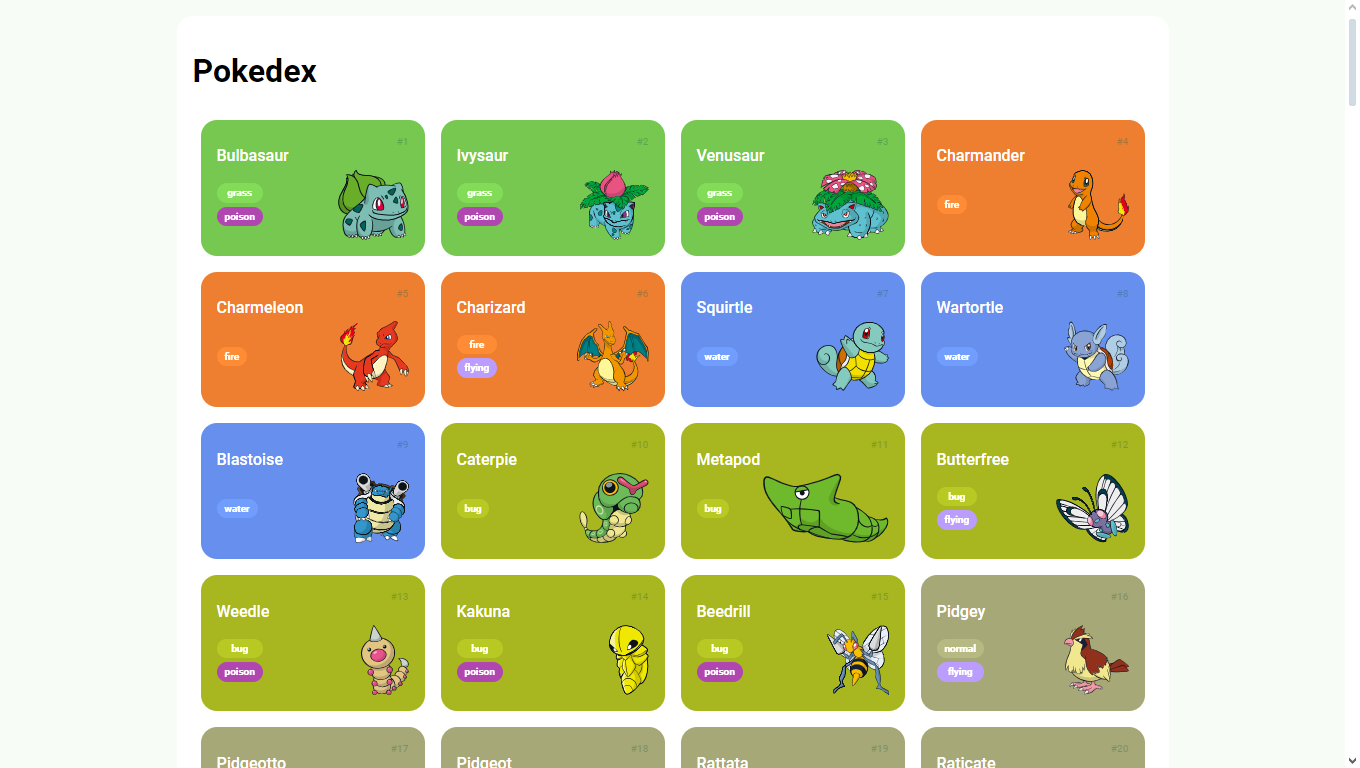 Pokedex
#1
Bulbasaur
grass
poison
#2
Ivysaur
grass
poison
#3
Venusaur
grass
poison
#4
Charmander
fire
#5
Charmeleon
fire
#6
Charizard
fire
flying
#7
Squirtle
water
#8
Wartortle
water
#9
Blastoise
water
#10
Caterpie
bug
#11
Metapod
bug
#12
Butterfree
bug
flying
#13
Weedle
bug
poison
#14
Kakuna
bug
poison
#15
Beedrill
bug
poison
#16
Pidgey
normal
flying
#17
Pidgeotto
#18
Pidgeot
#19
Rattata
#20
Raticate